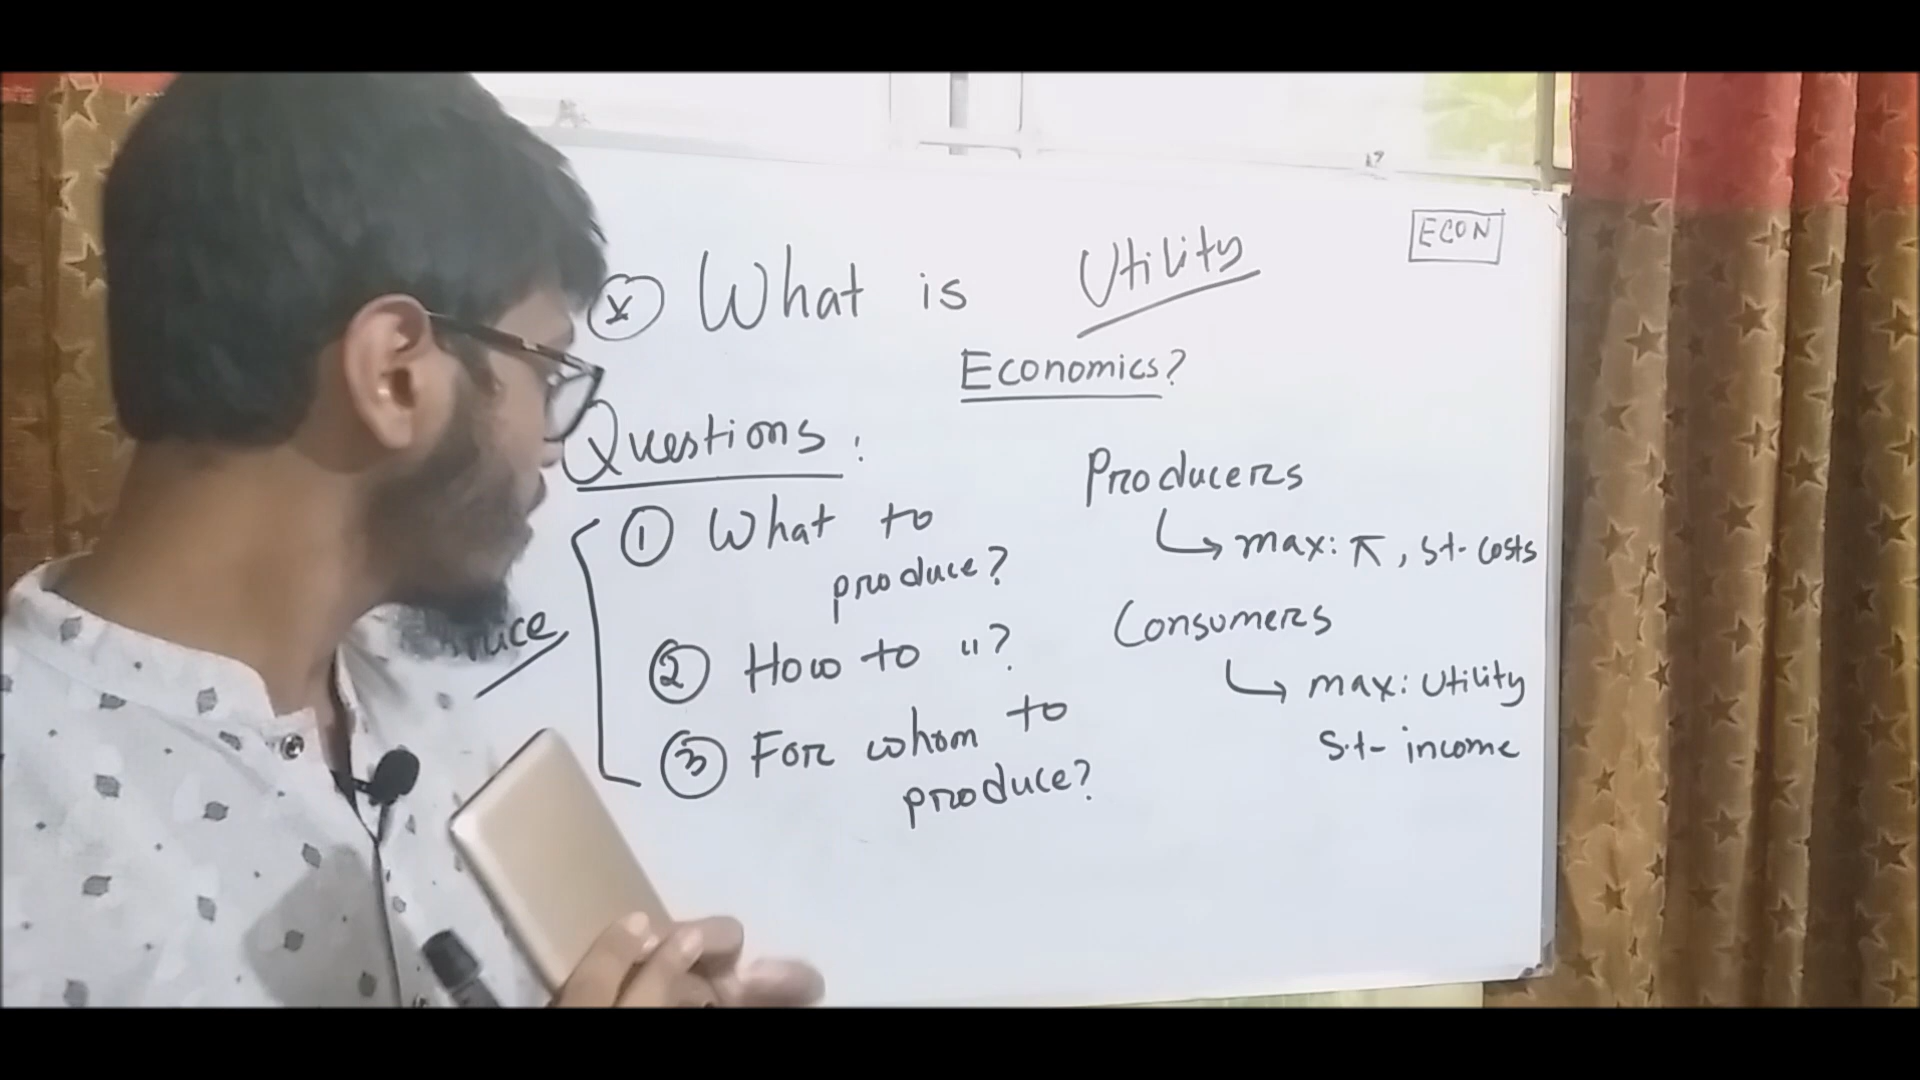 ECON
What is Utility
Economics?
Questions:
① What to
produce?
② How to "?
③ For whom to
produce?
Producers
↳ max: π, s.t. costs
Consumers
↳ max: Utility
s.t. income